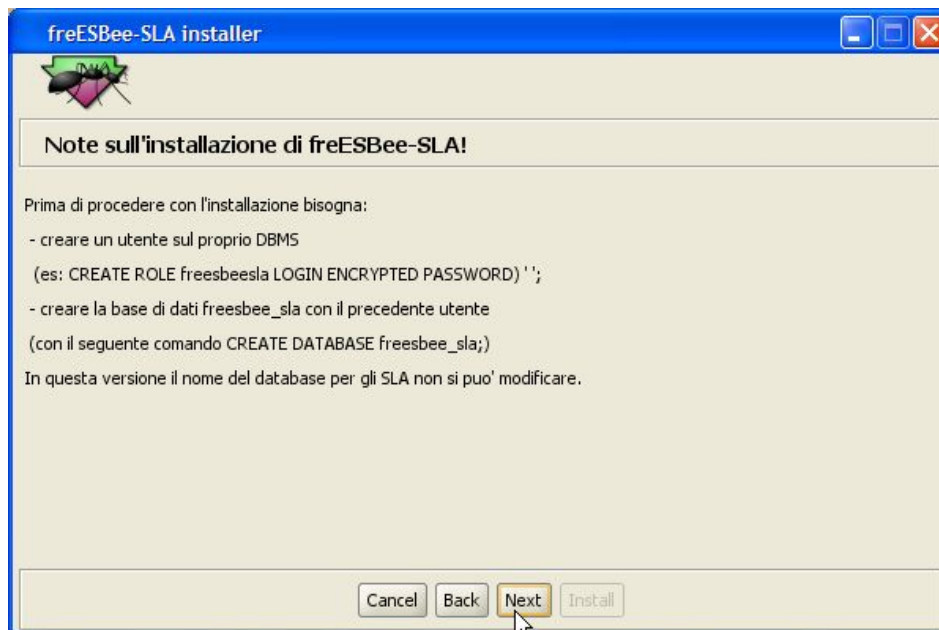 freESBee-SLA installer
Note sull'installazione di freESBee-SLA!
Prima di procedere con l'installazione bisogna:
- creare un utente sul proprio DBMS
(es: CREATE ROLE freesbeesla LOGIN ENCRYPTED PASSWORD) ' ';
- creare la base di dati freesbee_sla con il precedente utente
(con il seguente comando CREATE DATABASE freesbee_sla;)
In questa versione il nome del database per gli SLA non si puo' modificare.
Cancel Back Next Install